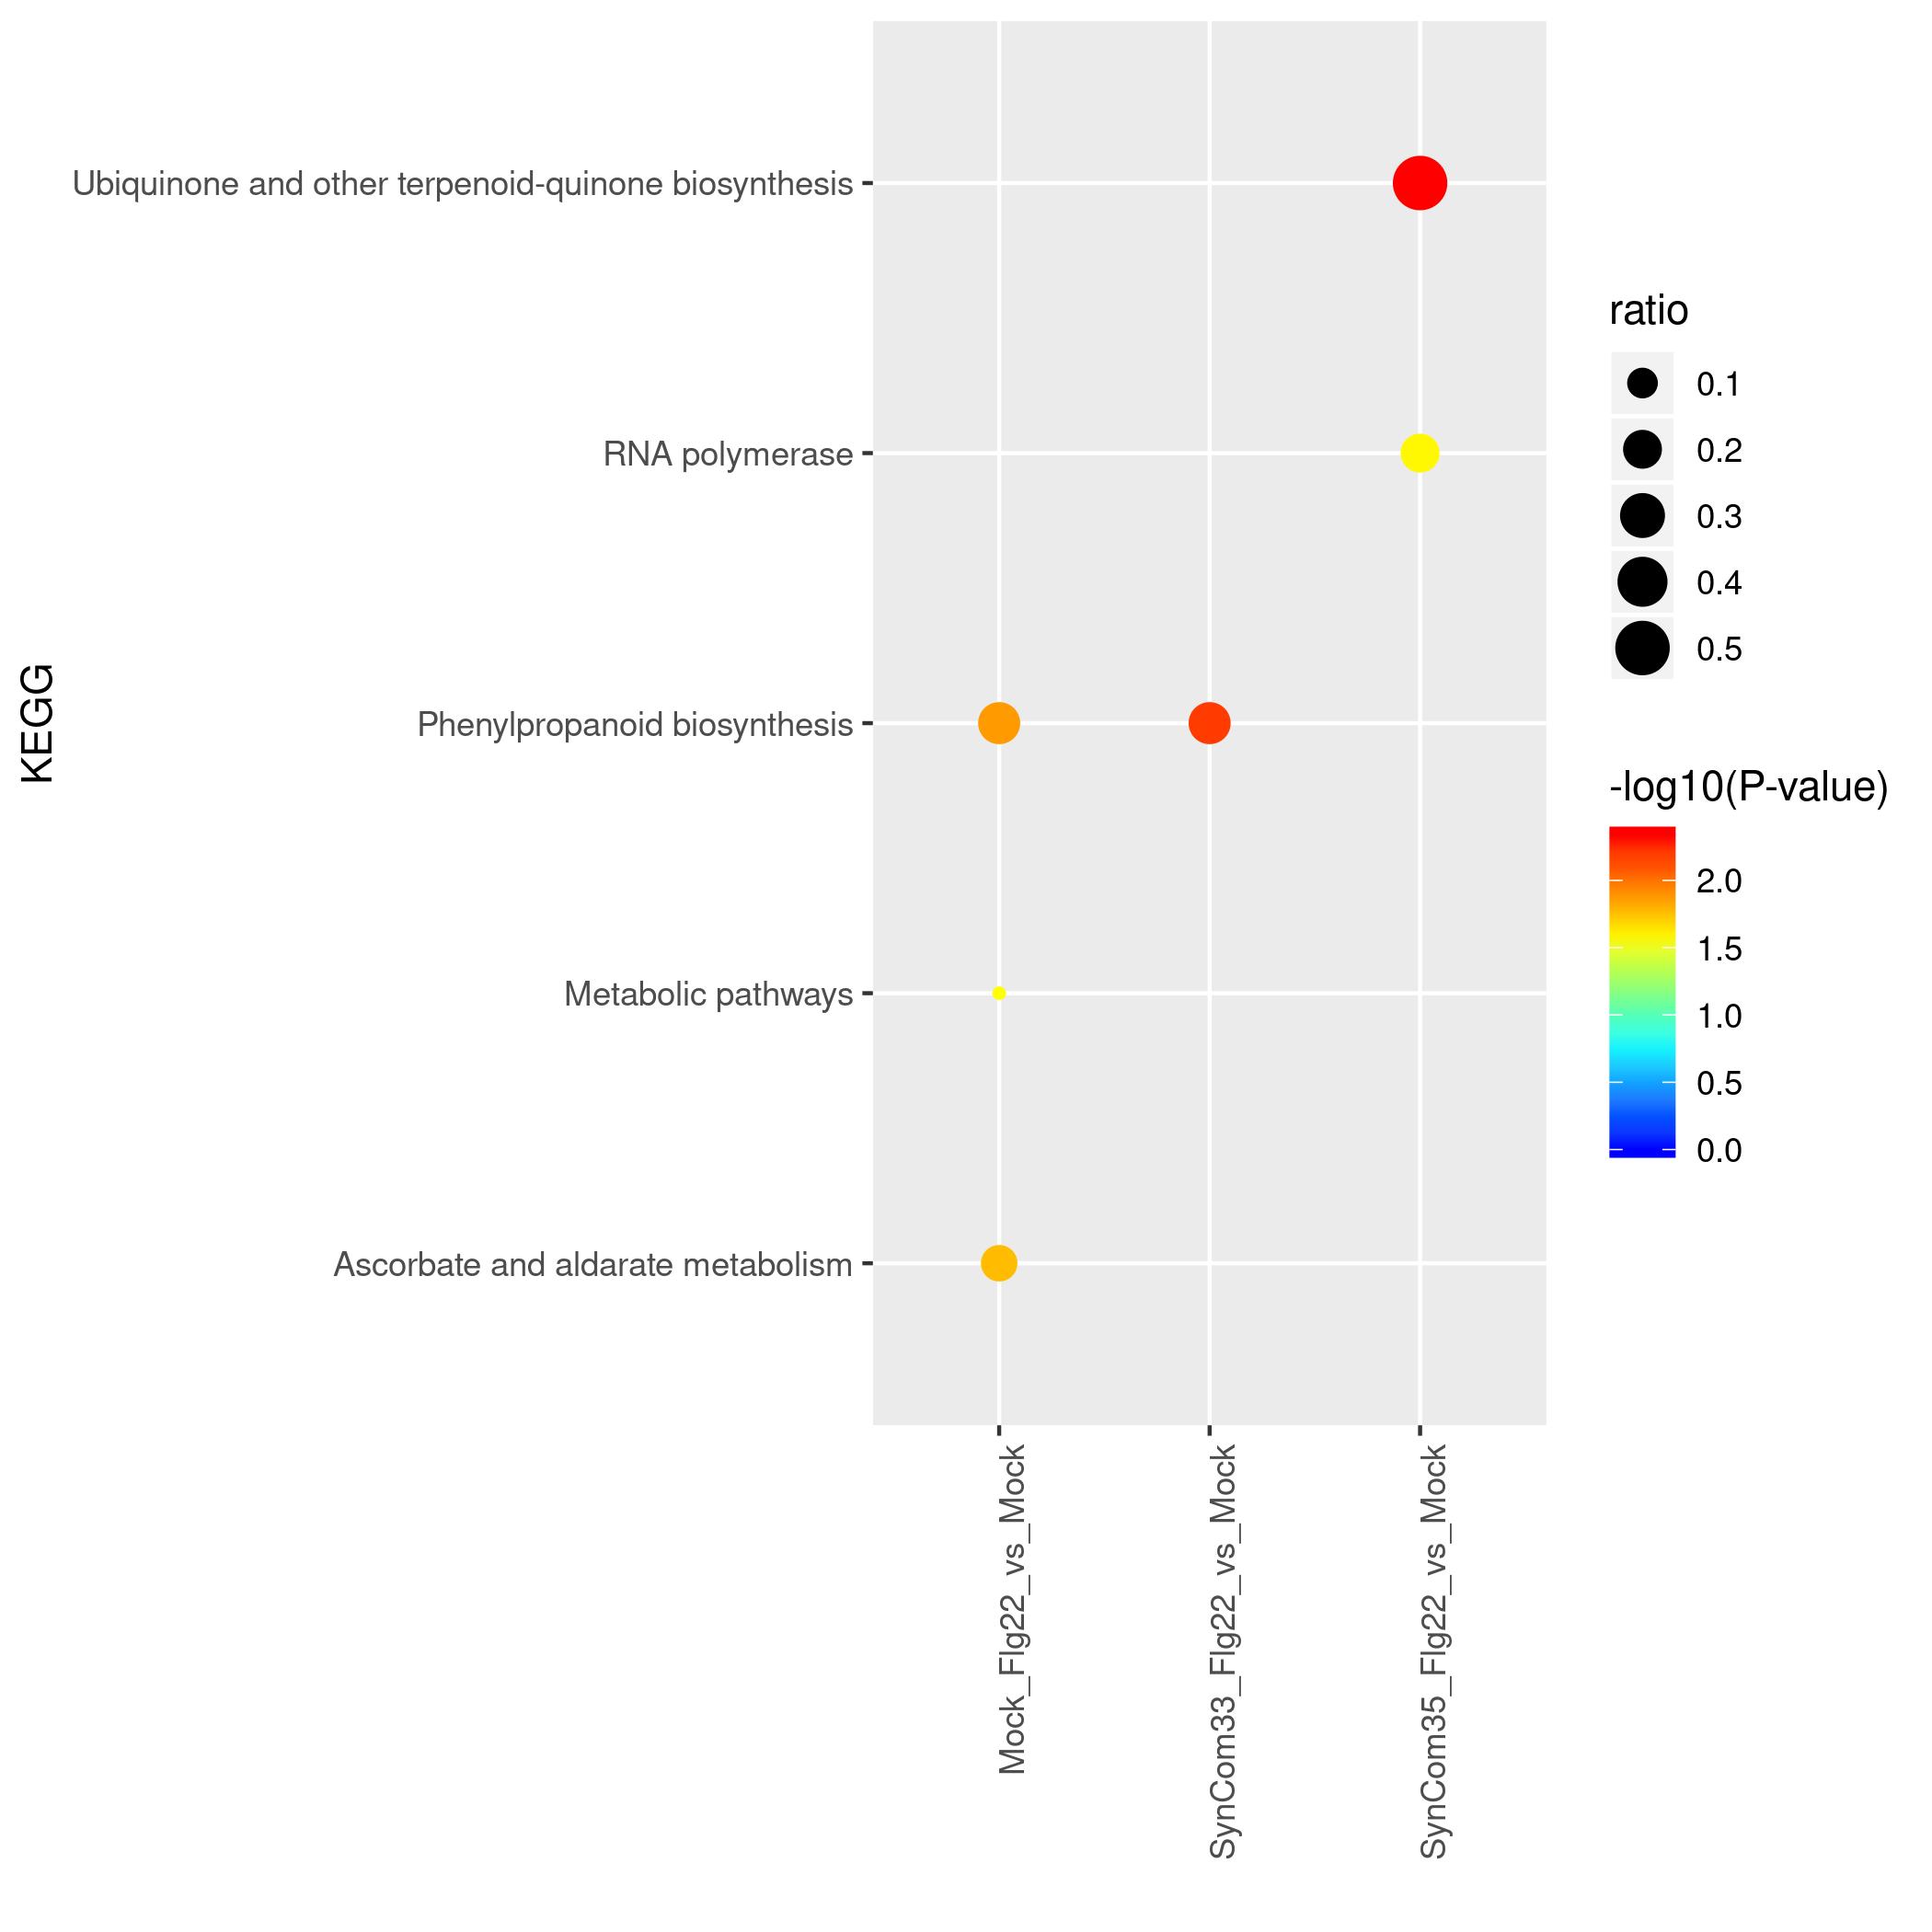 KEGG
Ubiquinone and other terpenoid-quinone biosynthesis
RNA polymerase
Phenylpropanoid biosynthesis
Metabolic pathways
Ascorbate and aldarate metabolism
Mock_Flg22_vs_Mock
SynCom33_Flg22_vs_Mock
SynCom35_Flg22_vs_Mock
ratio
0.1
0.2
0.3
0.4
0.5
-log10(P-value)
2.0
1.5
1.0
0.5
0.0